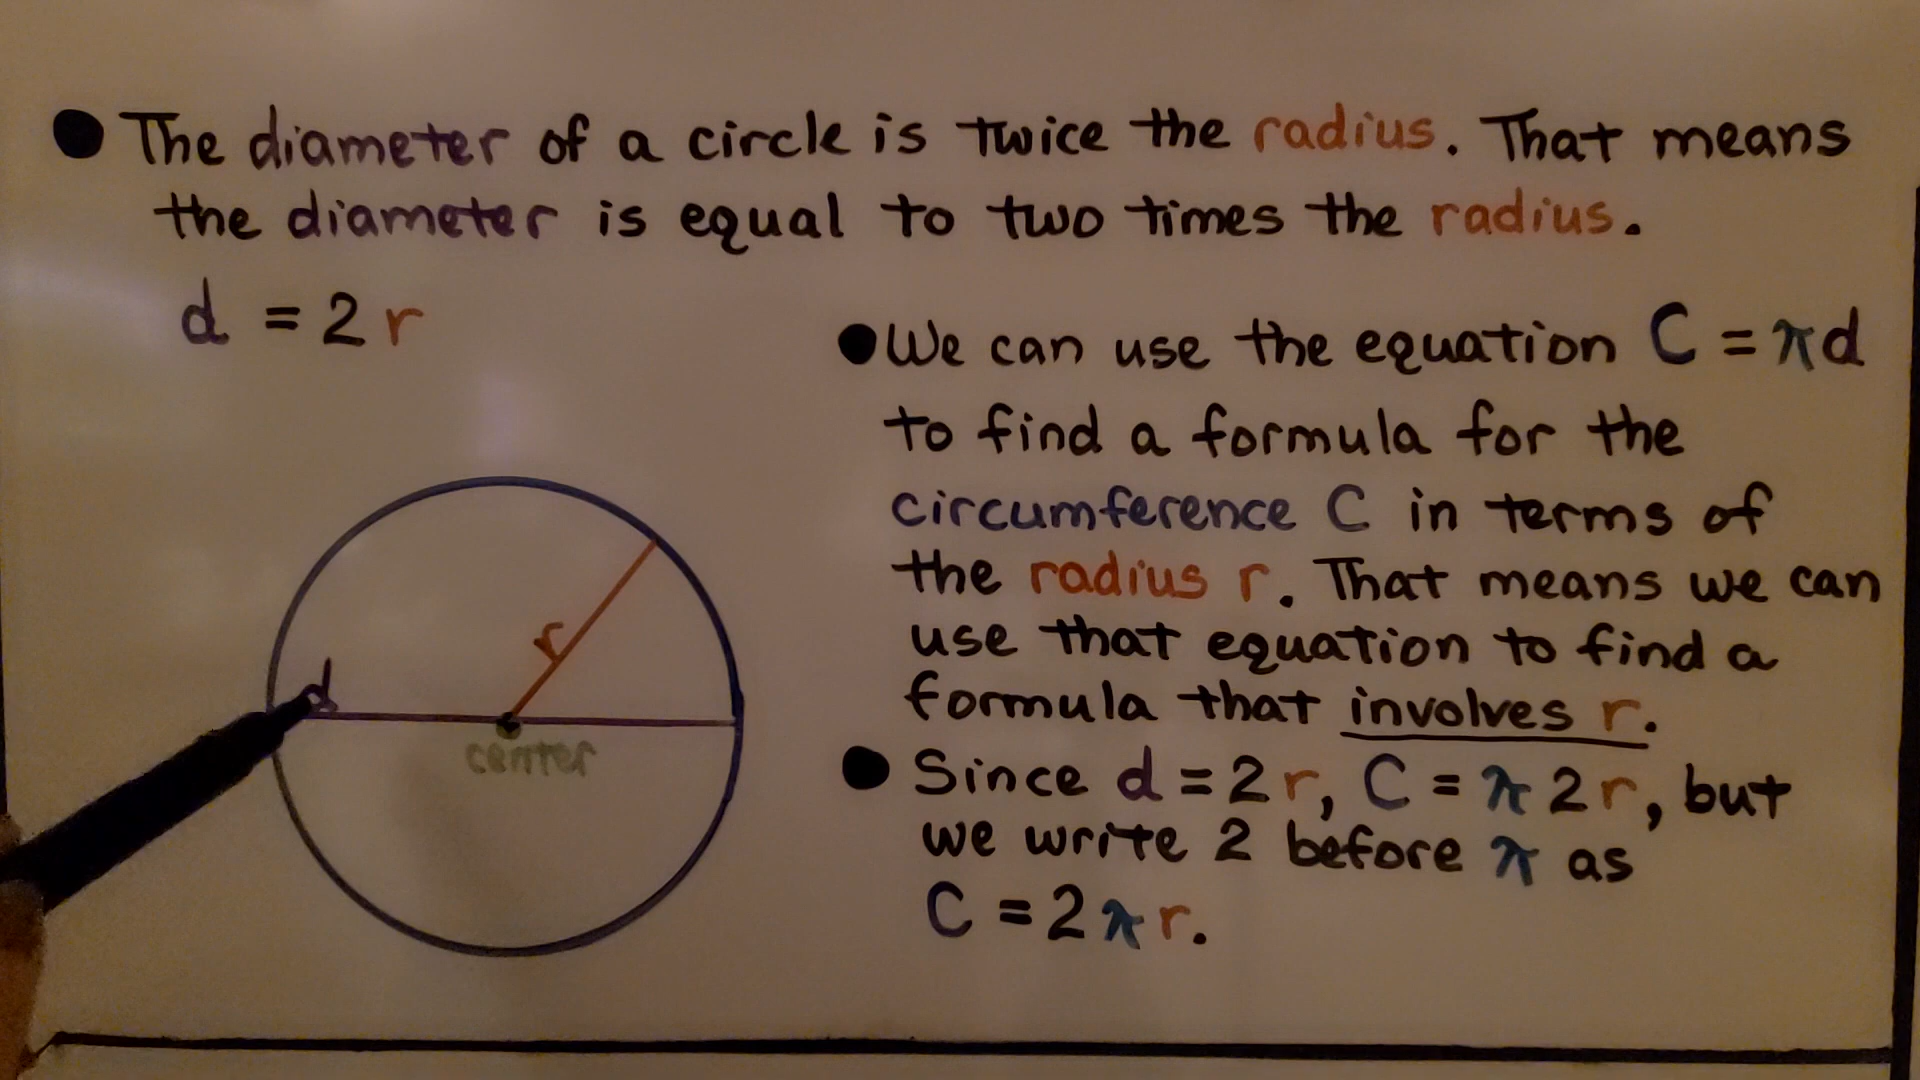 ● The diameter of a circle is twice the radius. That means
the diameter is equal to two times the radius.
d = 2r
● We can use the equation C = πd
to find a formula for the
circumference C in terms of
the radius r. That means we can
use that equation to find a
formula that involves r.
● Since d = 2r, C = π2r, but
we write 2 before π as
C = 2πr.
r
d
center